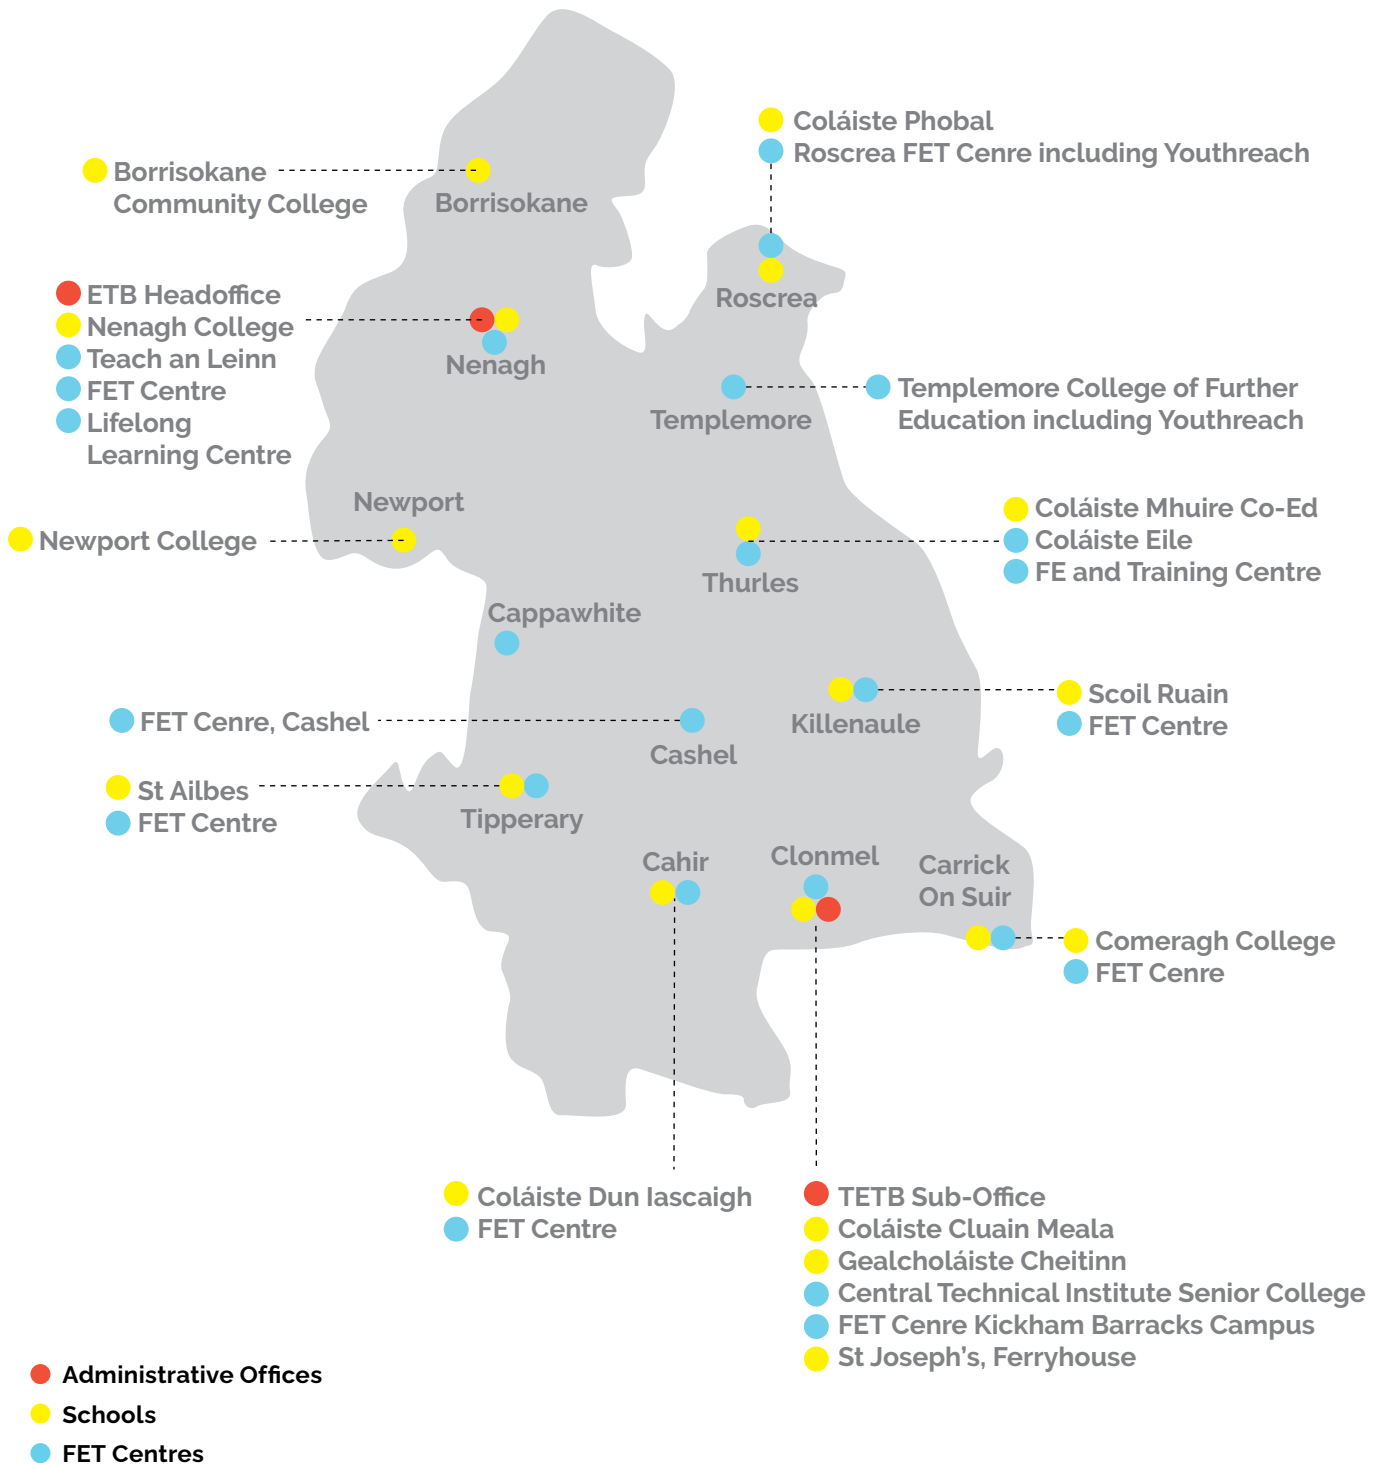 Coláiste Phobal
Roscrea FET Cenre including Youthreach
Borrisokane
Community College
Borrisokane
Roscrea
ETB Headoffice
Nenagh College
Teach an Leinn
FET Centre
Lifelong
Learning Centre
Nenagh
Templemore
Templemore College of Further
Education including Youthreach
Newport
Newport College
Coláiste Mhuire Co-Ed
Coláiste Eile
FE and Training Centre
Thurles
Cappawhite
Scoil Ruain
FET Centre
Killenaule
FET Cenre, Cashel
Cashel
St Ailbes
FET Centre
Tipperary
Cahir
Clonmel
Carrick
On Suir
Comeragh College
FET Cenre
Coláiste Dun Iascaigh
FET Centre
TETB Sub-Office
Coláiste Cluain Meala
Gealcholáiste Cheitinn
Central Technical Institute Senior College
FET Cenre Kickham Barracks Campus
St Joseph's, Ferryhouse
Administrative Offices
Schools
FET Centres